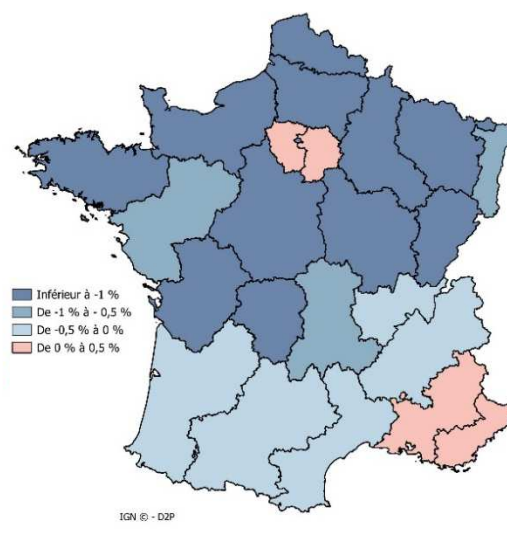 Inférieur à -1 %
De -1 % à - 0,5 %
De -0,5 % à 0 %
De 0 % à 0,5 %
IGN © - D2P